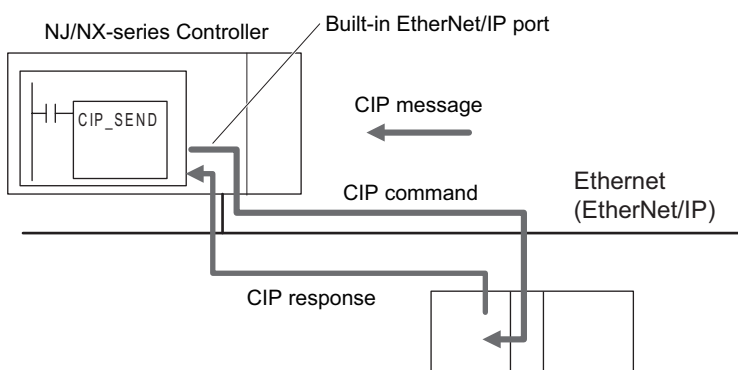 Built-in EtherNet/IP port
NJ/NX-series Controller
CIP_SEND
CIP message
CIP command
Ethernet
(EtherNet/IP)
CIP response